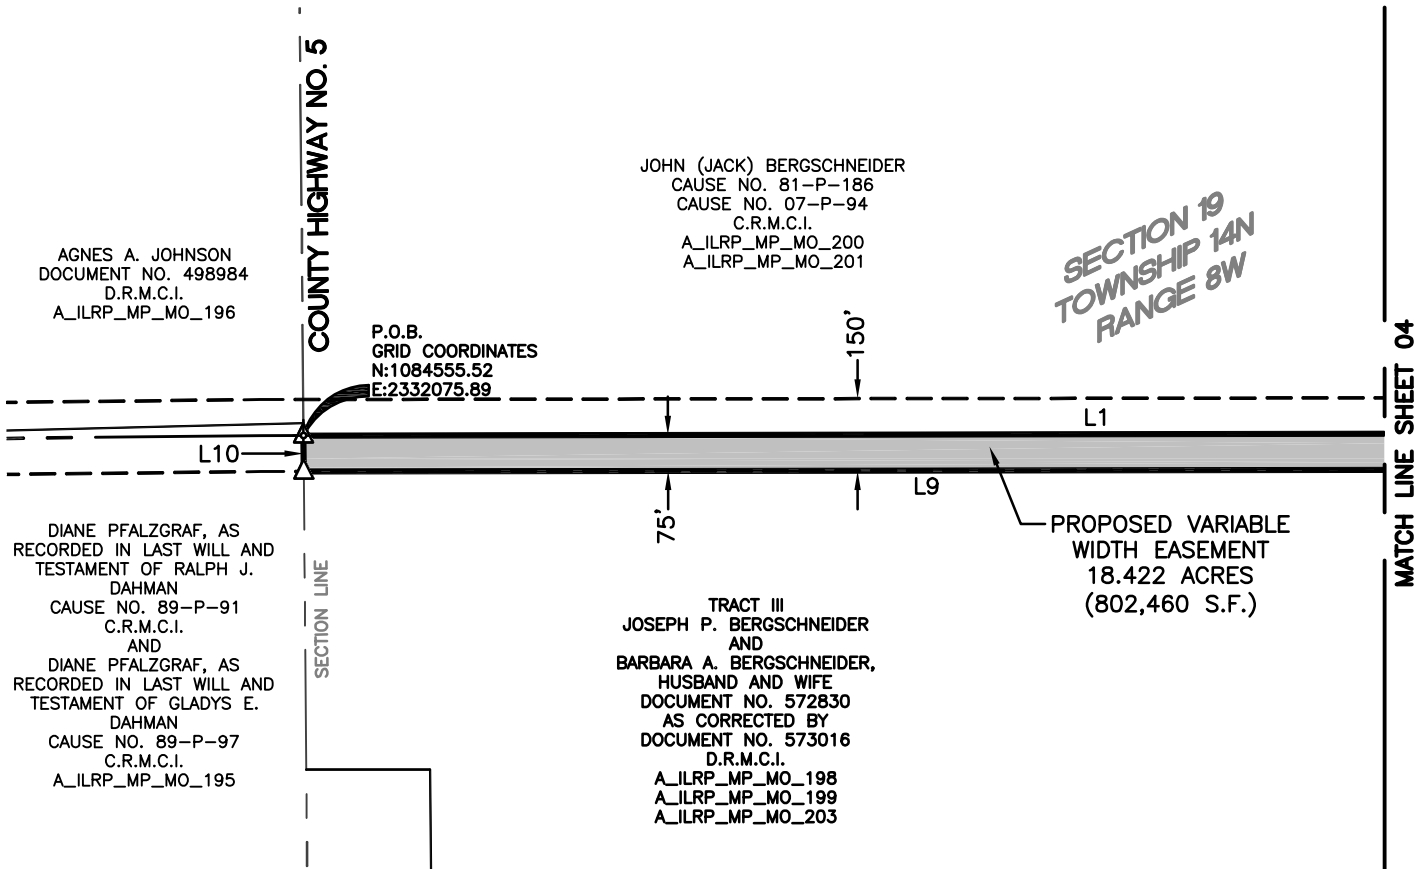 COUNTY HIGHWAY NO. 5
AGNES A. JOHNSON
DOCUMENT NO. 498984
D.R.M.C.I.
A_ILRP_MP_MO_196
JOHN (JACK) BERGSCHNEIDER
CAUSE NO. 81-P-186
CAUSE NO. 07-P-94
C.R.M.C.I.
A_ILRP_MP_MO_200
A_ILRP_MP_MO_201
SECTION 19
TOWNSHIP 14N
RANGE 8W
P.O.B.
GRID COORDINATES
N:1084555.52
E:2332075.89
150'
L1
MATCH LINE SHEET 04
L10
L9
75'
PROPOSED VARIABLE
WIDTH EASEMENT
18.422 ACRES
(802,460 S.F.)
DIANE PFALZGRAF, AS
RECORDED IN LAST WILL AND
TESTAMENT OF RALPH J.
DAHMAN
CAUSE NO. 89-P-91
C.R.M.C.I.
AND
DIANE PFALZGRAF, AS
RECORDED IN LAST WILL AND
TESTAMENT OF GLADYS E.
DAHMAN
CAUSE NO. 89-P-97
C.R.M.C.I.
A_ILRP_MP_MO_195
SECTION LINE
TRACT III
JOSEPH P. BERGSCHNEIDER
AND
BARBARA A. BERGSCHNEIDER,
HUSBAND AND WIFE
DOCUMENT NO. 572830
AS CORRECTED BY
DOCUMENT NO. 573016
D.R.M.C.I.
A_ILRP_MP_MO_198
A_ILRP_MP_MO_199
A_ILRP_MP_MO_203